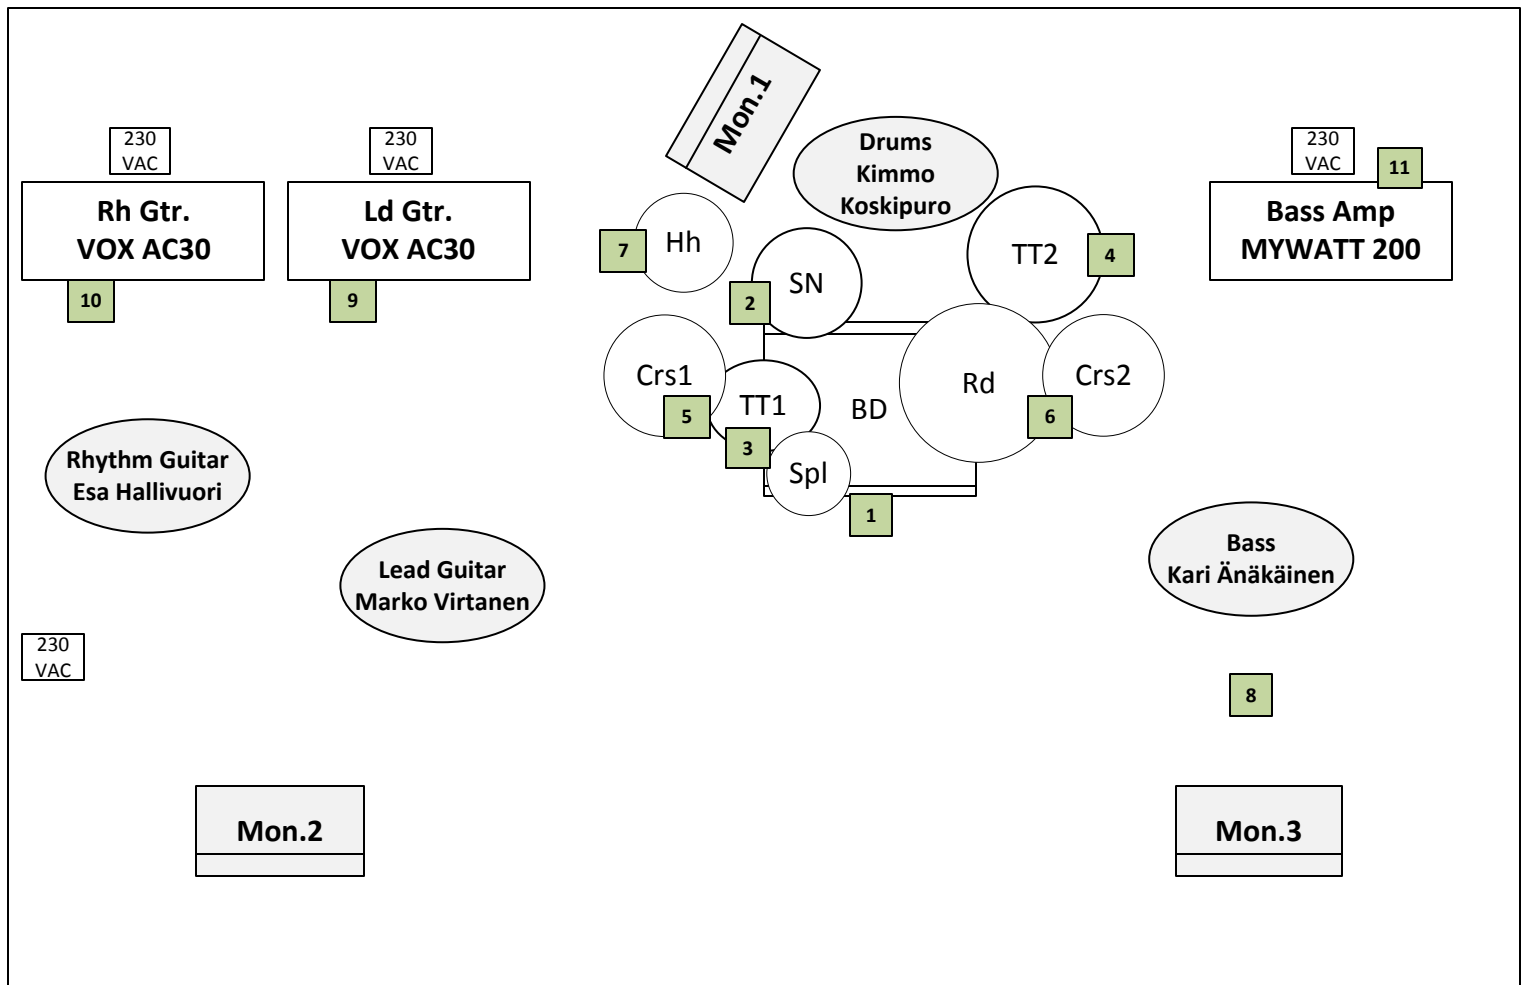 Mon.1
230
VAC
230
VAC
Drums
Kimmo
Koskipuro
230
VAC
11
Rh Gtr.
VOX AC30
Ld Gtr.
VOX AC30
Bass Amp
MYWATT 200
7
Hh
SN
TT2
4
10
9
2
Crs1
TT1
BD
Rd
Crs2
5
6
3
Spl
1
Rhythm Guitar
Esa Hallivuori
Lead Guitar
Marko Virtanen
Bass
Kari Änäkäinen
230
VAC
8
Mon.2
Mon.3